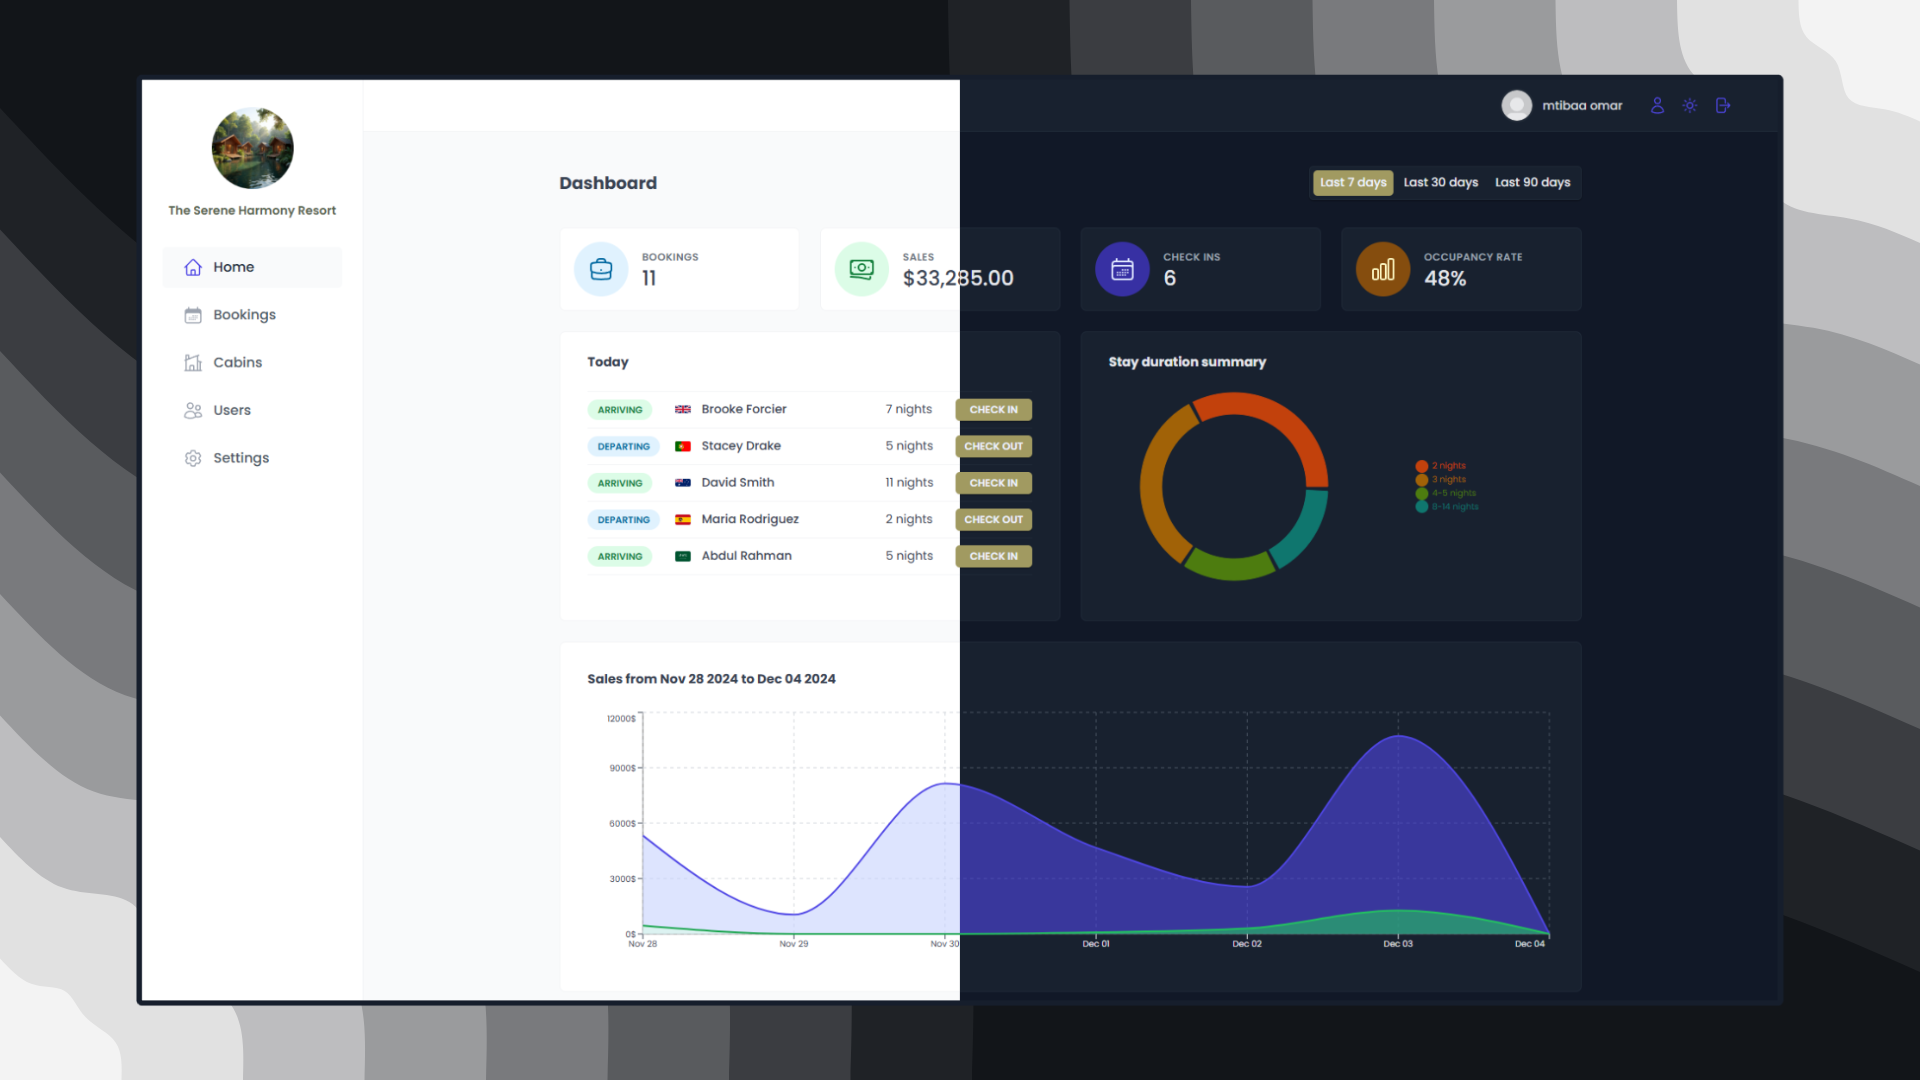 The Serene Harmony Resort
Home
Bookings
Cabins
Users
Settings
mtibaa omar
Dashboard
Last 7 days Last 30 days Last 90 days
BOOKINGS
11
SALES
$33,285.00
CHECK INS
6
OCCUPANCY RATE
48%
Today
ARRIVING Brooke Forcier 7 nights CHECK IN
DEPARTING Stacey Drake 5 nights CHECK OUT
ARRIVING David Smith 11 nights CHECK IN
DEPARTING Maria Rodriguez 2 nights CHECK OUT
ARRIVING Abdul Rahman 5 nights CHECK IN
Stay duration summary
2 nights
3 nights
4-5 nights
8-14 nights
Sales from Nov 28 2024 to Dec 04 2024
12000$
9000$
6000$
3000$
0$
Nov 28 Nov 29 Nov 30 Dec 01 Dec 02 Dec 03 Dec 04